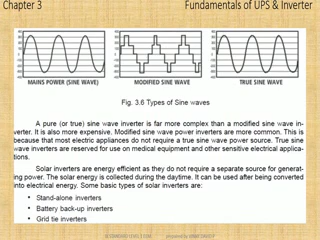 Chapter 3
Fundamentals of UPS & Inverter
MAINS POWER (SINE WAVE)
MODIFIED SINE WAVE
TRUE SINE WAVE
Fig. 3.6 Types of Sine waves
A pure (or true) sine wave inverter is far more complex than a modified sine wave in-
verter. It is also more expensive. Modified sine wave power inverters are more common. This is
because that most electric appliances do not require a true sine wave power source. True sine
wave inverters are reserved for use on medical equipment and other sensitive electrical applica-
tions.
Solar inverters are energy efficient as they do not require a separate source for generat-
ing power. The solar energy is collected during the daytime. It can be used after being converted
into electrical energy. Some basic types of solar inverters are:
• Stand-alone inverters
• Battery back-up inverters
• Grid tie inverters